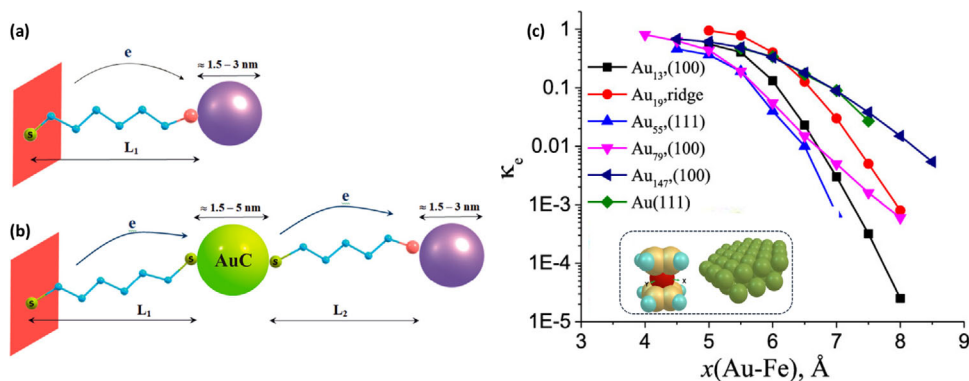 (a)
e
≈ 1.5 – 3 nm
S
L₁
(b)
e
≈ 1.5 – 5 nm
e
≈ 1.5 – 3 nm
AuC
S
S
S
L₁
L₂
(c)
κₑ
1
0.1
0.01
1E-3
1E-4
1E-5
Au₁₃,(100)
Au₁₉,ridge
Au₅₅,(111)
Au₇₉,(100)
Au₁₄₇,(100)
Au(111)
x
3 4 5 6 7 8 9
x(Au-Fe), Å